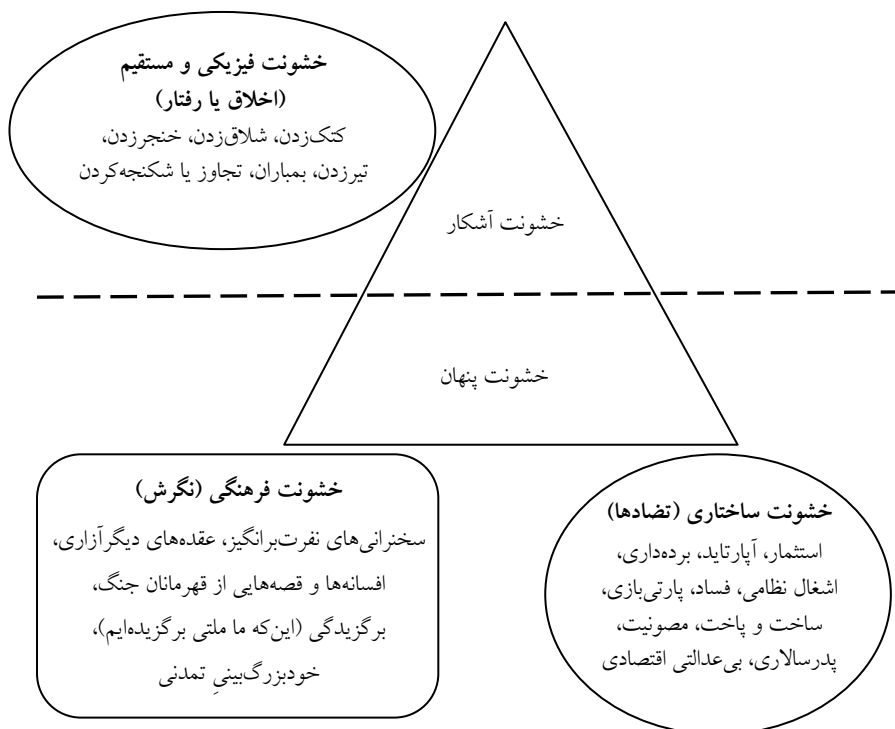 خشونت فیزیکی و مستقیم
(اخلاق یا رفتار)
کتک‌زدن، شلاق‌زدن، خنجرزدن،
تیرزدن، بمباران، تجاوز یا شکنجه‌کردن
خشونت آشکار
خشونت پنهان
خشونت ساختاری (تضادها)
استثمار، آپارتاید، برده‌داری،
اشغال نظامی، فساد، پارتی‌بازی،
ساخت و پاخت، مصونیت،
پدرسالاری، بی‌عدالتی اقتصادی
خشونت فرهنگی (نگرش)
سخنرانی‌های نفرت‌برانگیز، عقده‌های دیگرآزاری،
افسانه‌ها و قصه‌هایی از قهرمانان جنگ،
برگزیدگی (این‌که ما ملتی برگزیده‌ایم)،
خودبزرگ‌بینیِ تمدنی